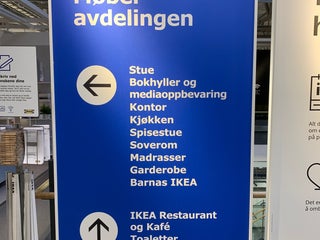 Møbel
avdelingen
Stue
Bokhyller og
mediaoppbevaring
Kontor
Kjøkken
Spisestue
Soverom
Madrasser
Garderobe
Barnas IKEA
IKEA Restaurant
og Kafé
Toaletter